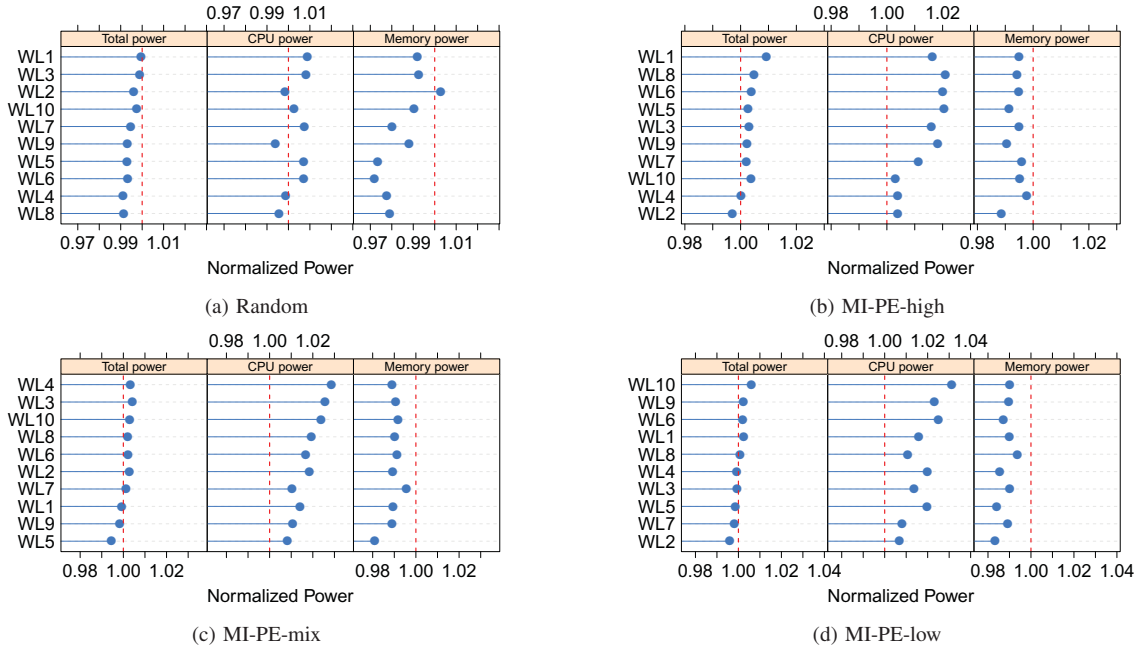 0.97 0.99 1.01
Total power CPU power Memory power
WL1
WL3
WL2
WL10
WL7
WL9
WL5
WL6
WL4
WL8
0.97 0.99 1.01 0.97 0.99 1.01
Normalized Power
(a) Random
0.98 1.00 1.02
Total power CPU power Memory power
WL1
WL8
WL6
WL5
WL3
WL9
WL7
WL10
WL4
WL2
0.98 1.00 1.02 0.98 1.00 1.02
Normalized Power
(b) MI-PE-high
0.98 1.00 1.02
Total power CPU power Memory power
WL4
WL3
WL10
WL8
WL6
WL2
WL7
WL1
WL9
WL5
0.98 1.00 1.02 0.98 1.00 1.02
Normalized Power
(c) MI-PE-mix
0.98 1.00 1.02 1.04
Total power CPU power Memory power
WL10
WL9
WL6
WL1
WL8
WL4
WL3
WL5
WL7
WL2
0.98 1.00 1.02 1.04 0.98 1.00 1.02 1.04
Normalized Power
(d) MI-PE-low